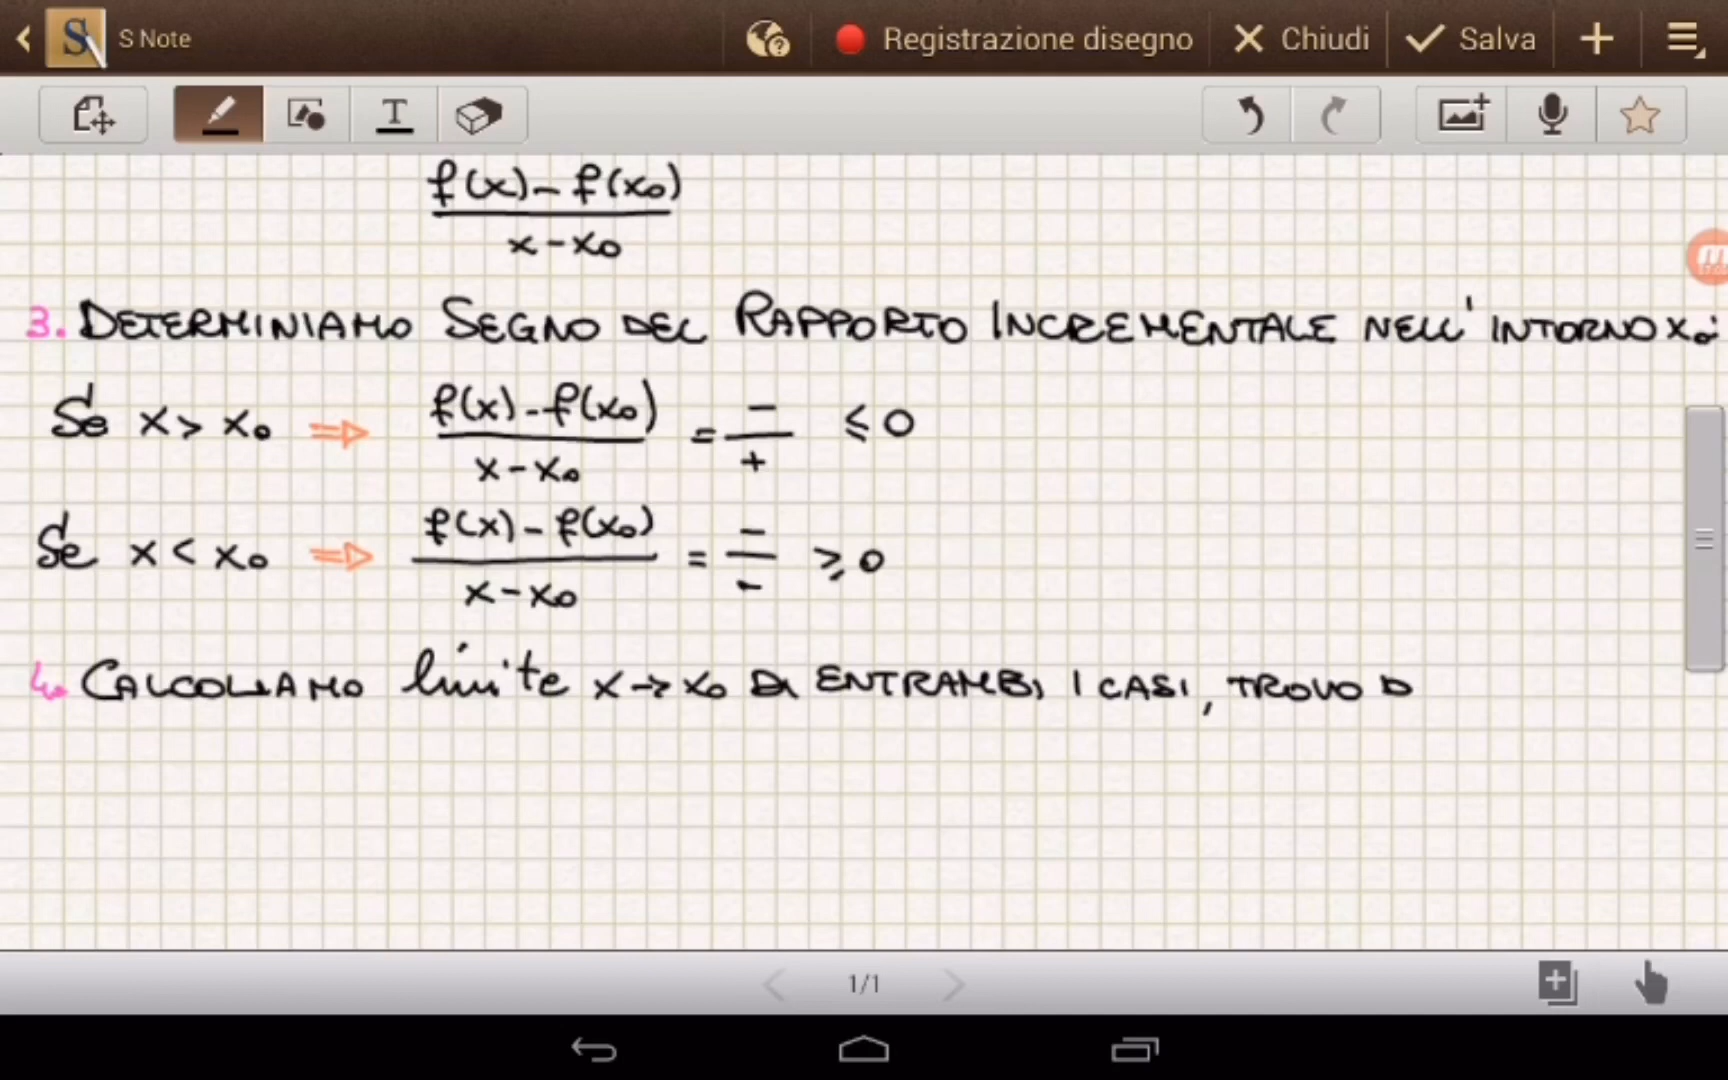 S Note
Registrazione disegno
Chiudi
Salva
f(x) - f(x₀)
x - x₀
3. DETERMINIAMO SEGNO DEL RAPPORTO INCREMENTALE NELL' INTORNO x₀:
Se x > x₀ ⇒ f(x) - f(x₀) / x - x₀ = - / + ≤ 0
Se x < x₀ ⇒ f(x) - f(x₀) / x - x₀ = - / - ≥ 0
4. CALCOLIAMO limite x → x₀ DI ENTRAMBI I CASI, TROVO D
1/1